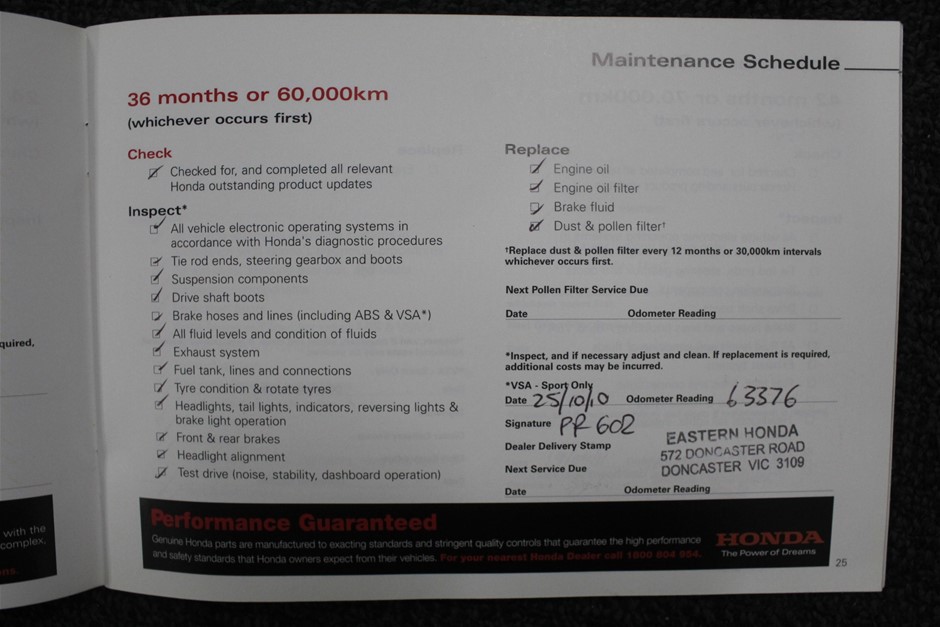 Maintenance Schedule
36 months or 60,000km
(whichever occurs first)
Check
Checked for, and completed all relevant
Honda outstanding product updates
Inspect*
All vehicle electronic operating systems in
accordance with Honda's diagnostic procedures
Tie rod ends, steering gearbox and boots
Suspension components
Drive shaft boots
Brake hoses and lines (including ABS & VSA*)
All fluid levels and condition of fluids
Exhaust system
Fuel tank, lines and connections
Tyre condition & rotate tyres
Headlights, tail lights, indicators, reversing lights &
brake light operation
Front & rear brakes
Headlight alignment
Test drive (noise, stability, dashboard operation)
Replace
Engine oil
Engine oil filter
Brake fluid
Dust & pollen filter†
†Replace dust & pollen filter every 12 months or 30,000km intervals
whichever occurs first.
Next Pollen Filter Service Due
Date Odometer Reading
*Inspect, and if necessary adjust and clean. If replacement is required,
additional costs may be incurred.
*VSA - Sport Only
Date 25/10/10 Odometer Reading 63376
Signature PR 602
Dealer Delivery Stamp
EASTERN HONDA
572 DONCASTER ROAD
DONCASTER VIC 3109
Next Service Due
Date Odometer Reading
Performance Guaranteed
Genuine Honda parts are manufactured to exacting standards and stringent quality controls that guarantee the high performance
and safety standards that Honda owners expect from their vehicles. For your nearest Honda Dealer call 1800 804 954.
HONDA
The Power of Dreams
25
quired,
with the
complex,
ons.